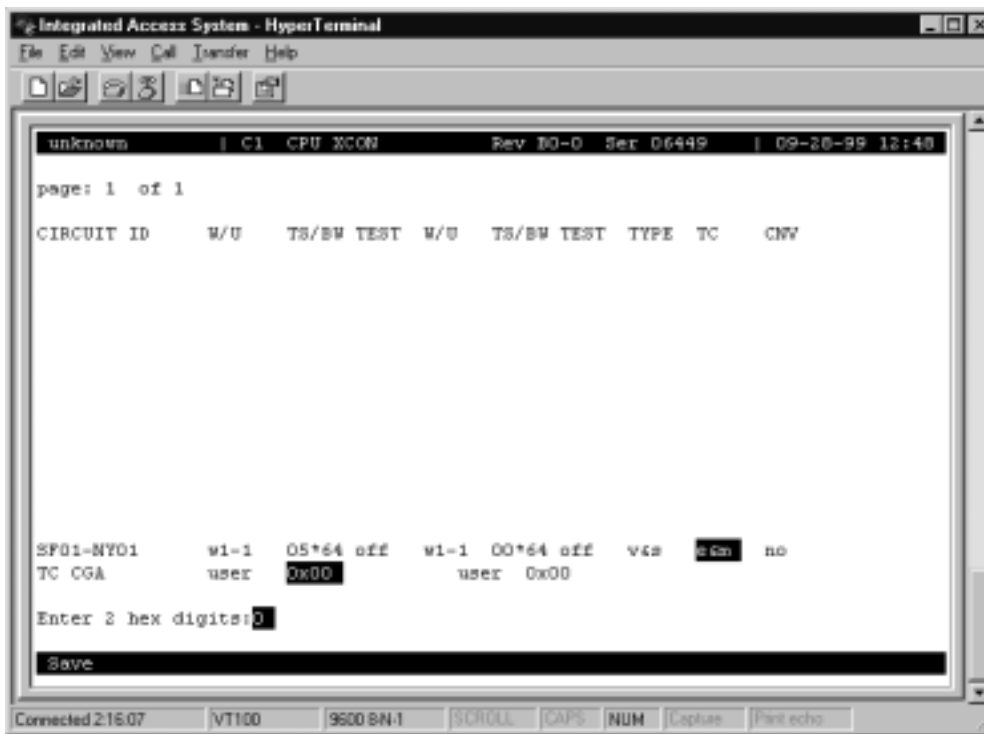 Integrated Access System - HyperTerminal
File Edit View Call Transfer Help
unknown | C1 CPU XCON Rev B0-0 Ser 06449 | 09-28-99 12:48
page: 1 of 1
CIRCUIT ID W/U TS/BW TEST W/U TS/BW TEST TYPE TC CNV
SF01-NY01 w1-1 05*64 off w1-1 00*64 off v&s e&m no
TC CGA user 0x00 user 0x00
Enter 2 hex digits:0
Save
Connected 2:16:07 VT100 9600 8-N-1 SCROLL CAPS NUM Capture Print echo